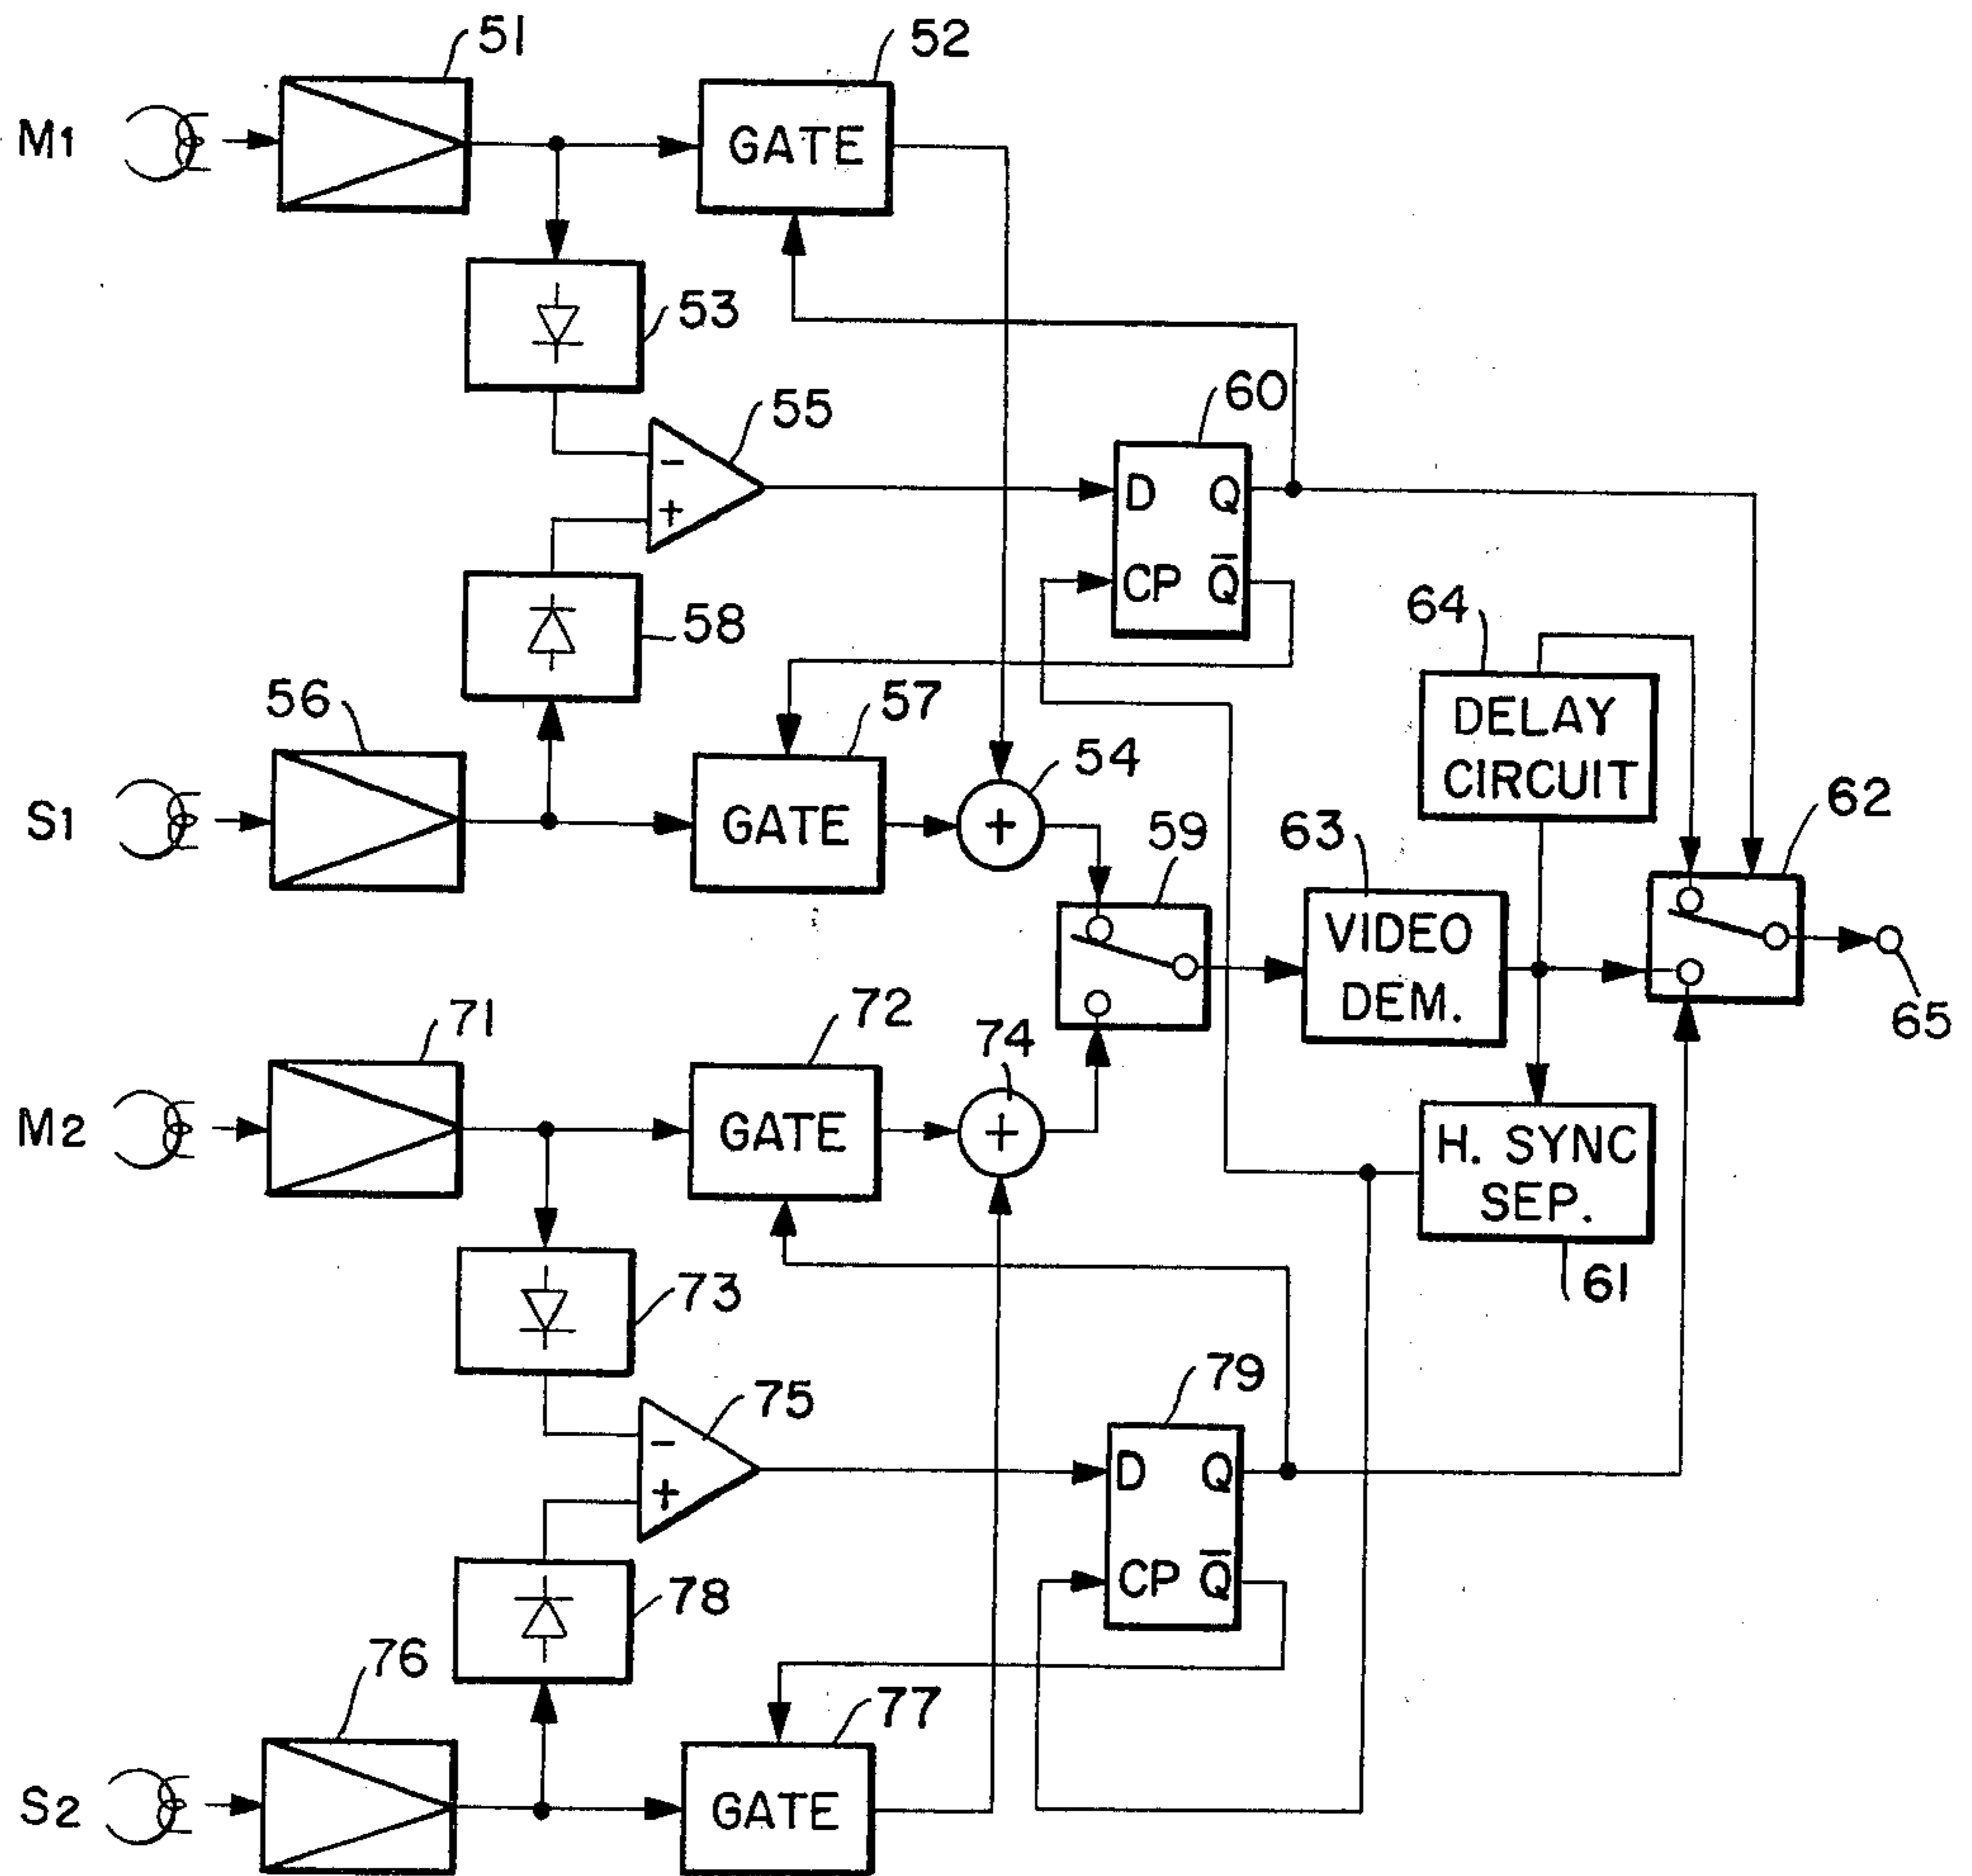 51
52
M1
GATE
53
55
60
-
+
D Q
CP Q̅
58
64
DELAY
CIRCUIT
56
57
54
S1
GATE
+
59
63
62
VIDEO
DEM.
65
71
72
74
M2
GATE
+
H. SYNC
SEP.
61
73
75
79
-
+
D Q
CP Q̅
78
76
77
S2
GATE